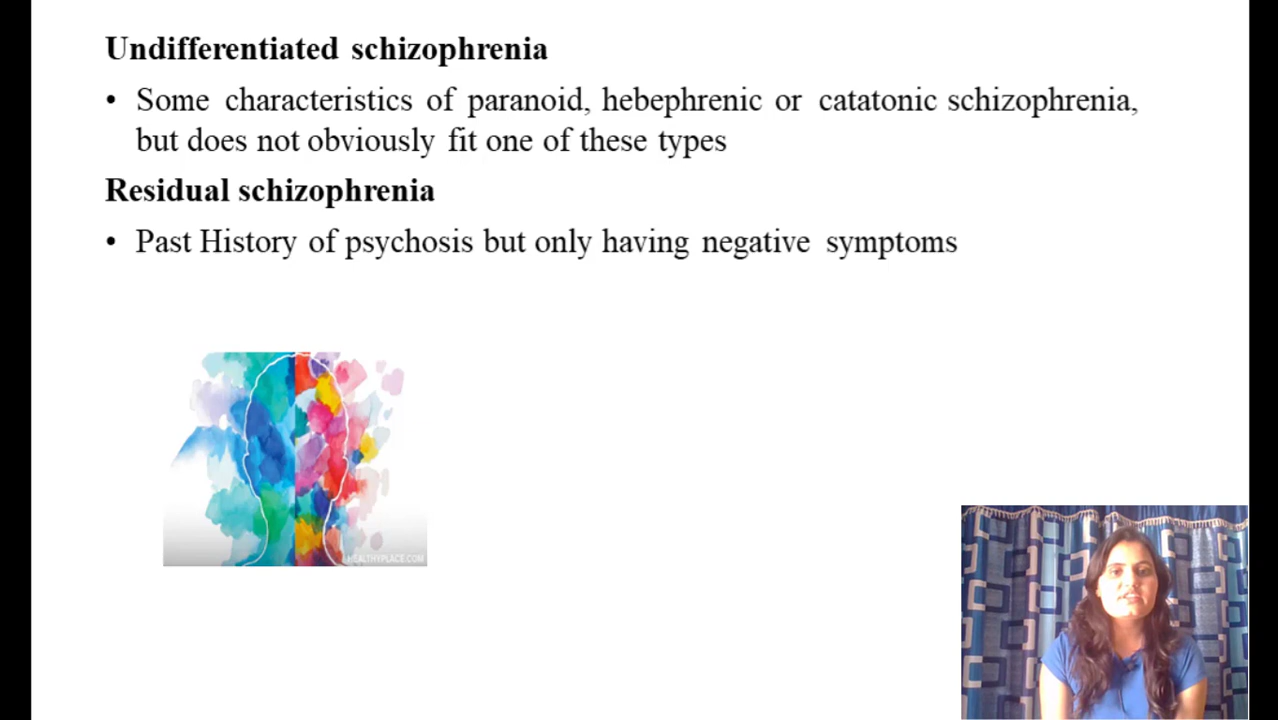 Undifferentiated schizophrenia
• Some characteristics of paranoid, hebephrenic or catatonic schizophrenia,
but does not obviously fit one of these types
Residual schizophrenia
• Past History of psychosis but only having negative symptoms
HEALTHYPLACE.COM